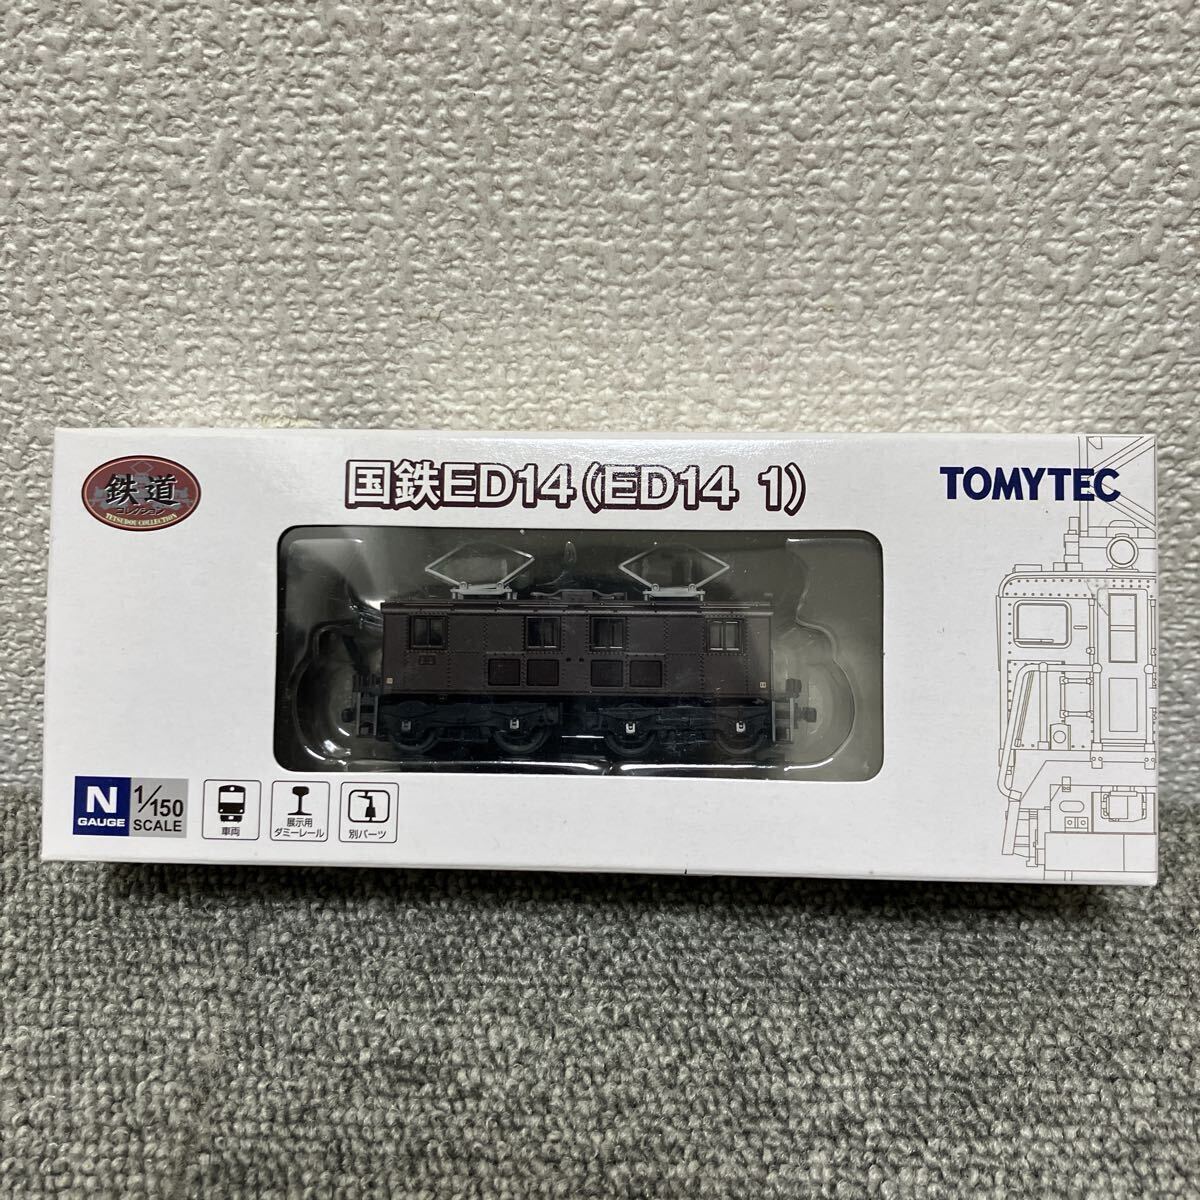 鉄道
コレクション
TETSUDOU COLLECTION
国鉄ED14(ED14 1)
TOMYTEC
N
GAUGE
1/150
SCALE
車両
展示用
ダミーレール
別パーツ